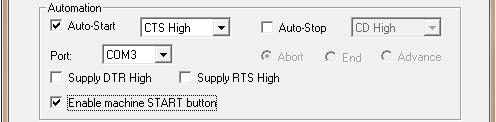 Automation
Auto-Start CTS High Auto-Stop CD High
Port: COM3 Abort End Advance
Supply DTR High Supply RTS High
Enable machine START button